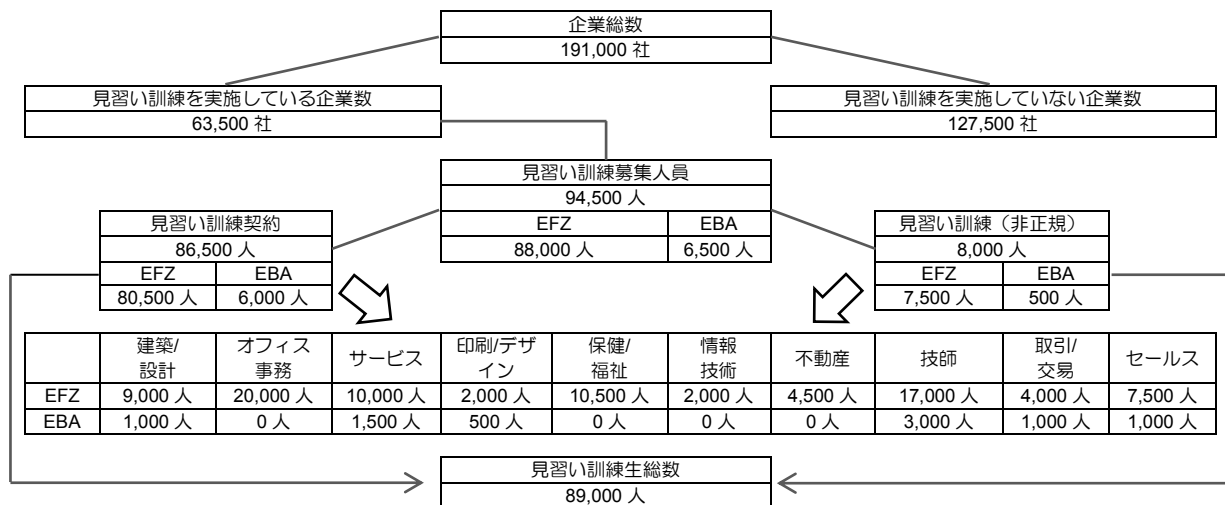 企業総数
191,000 社
見習い訓練を実施している企業数
63,500 社
見習い訓練を実施していない企業数
127,500 社
見習い訓練募集人員
94,500 人
EFZ EBA
88,000 人 6,500 人
見習い訓練契約
86,500 人
EFZ EBA
80,500 人 6,000 人
見習い訓練（非正規）
8,000 人
EFZ EBA
7,500 人 500 人
建築/設計 オフィス事務 サービス 印刷/デザイン 保健/福祉 情報技術 不動産 技師 取引/交易 セールス
EFZ 9,000 人 20,000 人 10,000 人 2,000 人 10,500 人 2,000 人 4,500 人 17,000 人 4,000 人 7,500 人
EBA 1,000 人 0 人 1,500 人 500 人 0 人 0 人 0 人 3,000 人 1,000 人 1,000 人
見習い訓練生総数
89,000 人